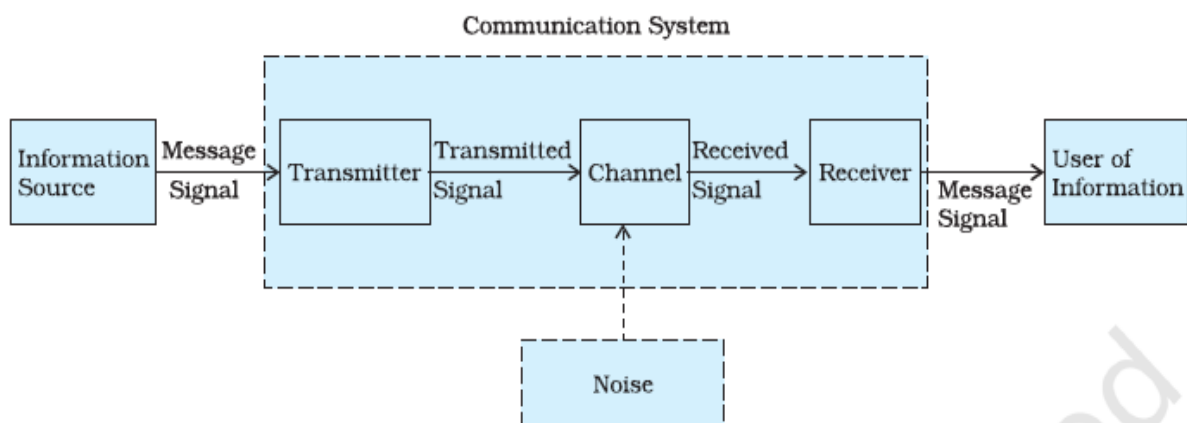 Communication System
Information
Source
Message
Signal
Transmitter
Transmitted
Signal
Channel
Received
Signal
Receiver
Message
Signal
User of
Information
Noise